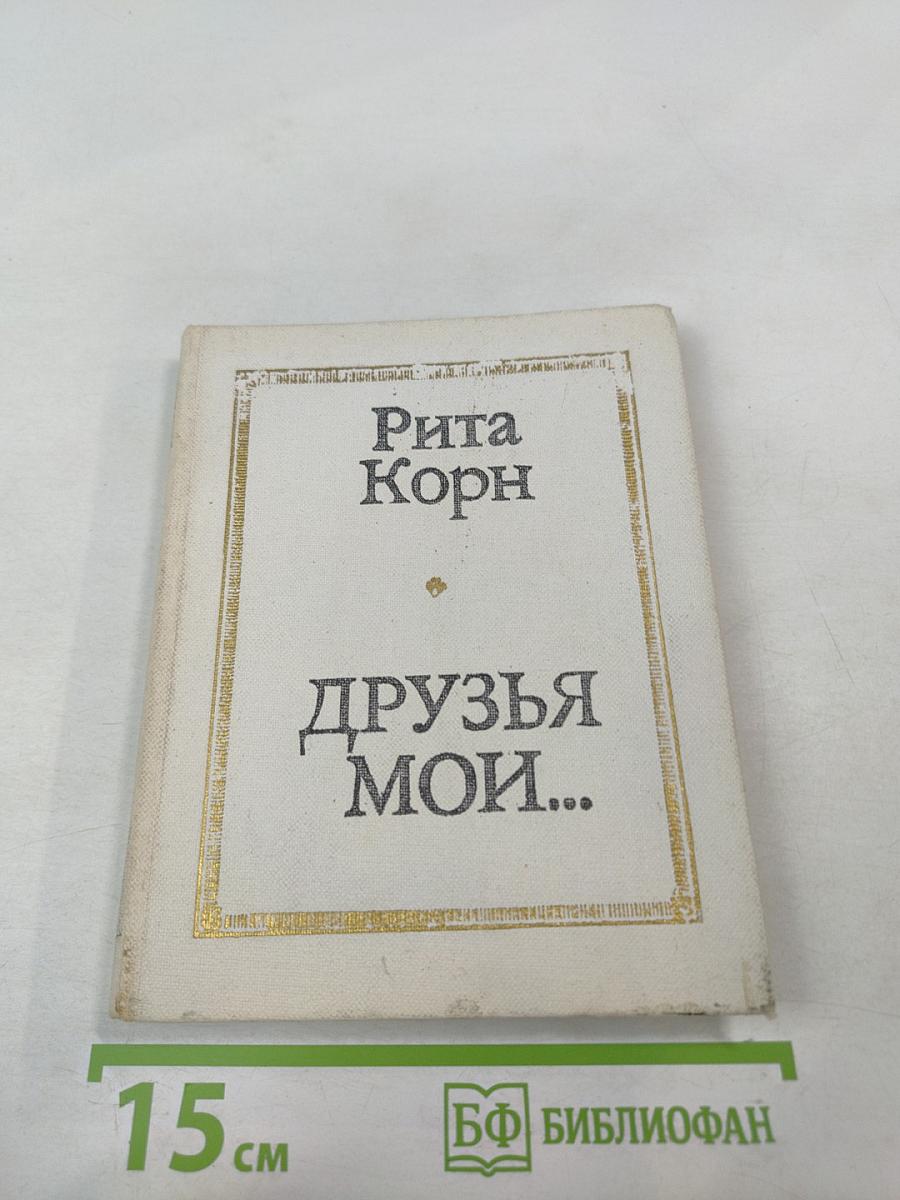 Рита
Корн
ДРУЗЬЯ
МОИ...
15 см
БФ БИБЛИОФАН